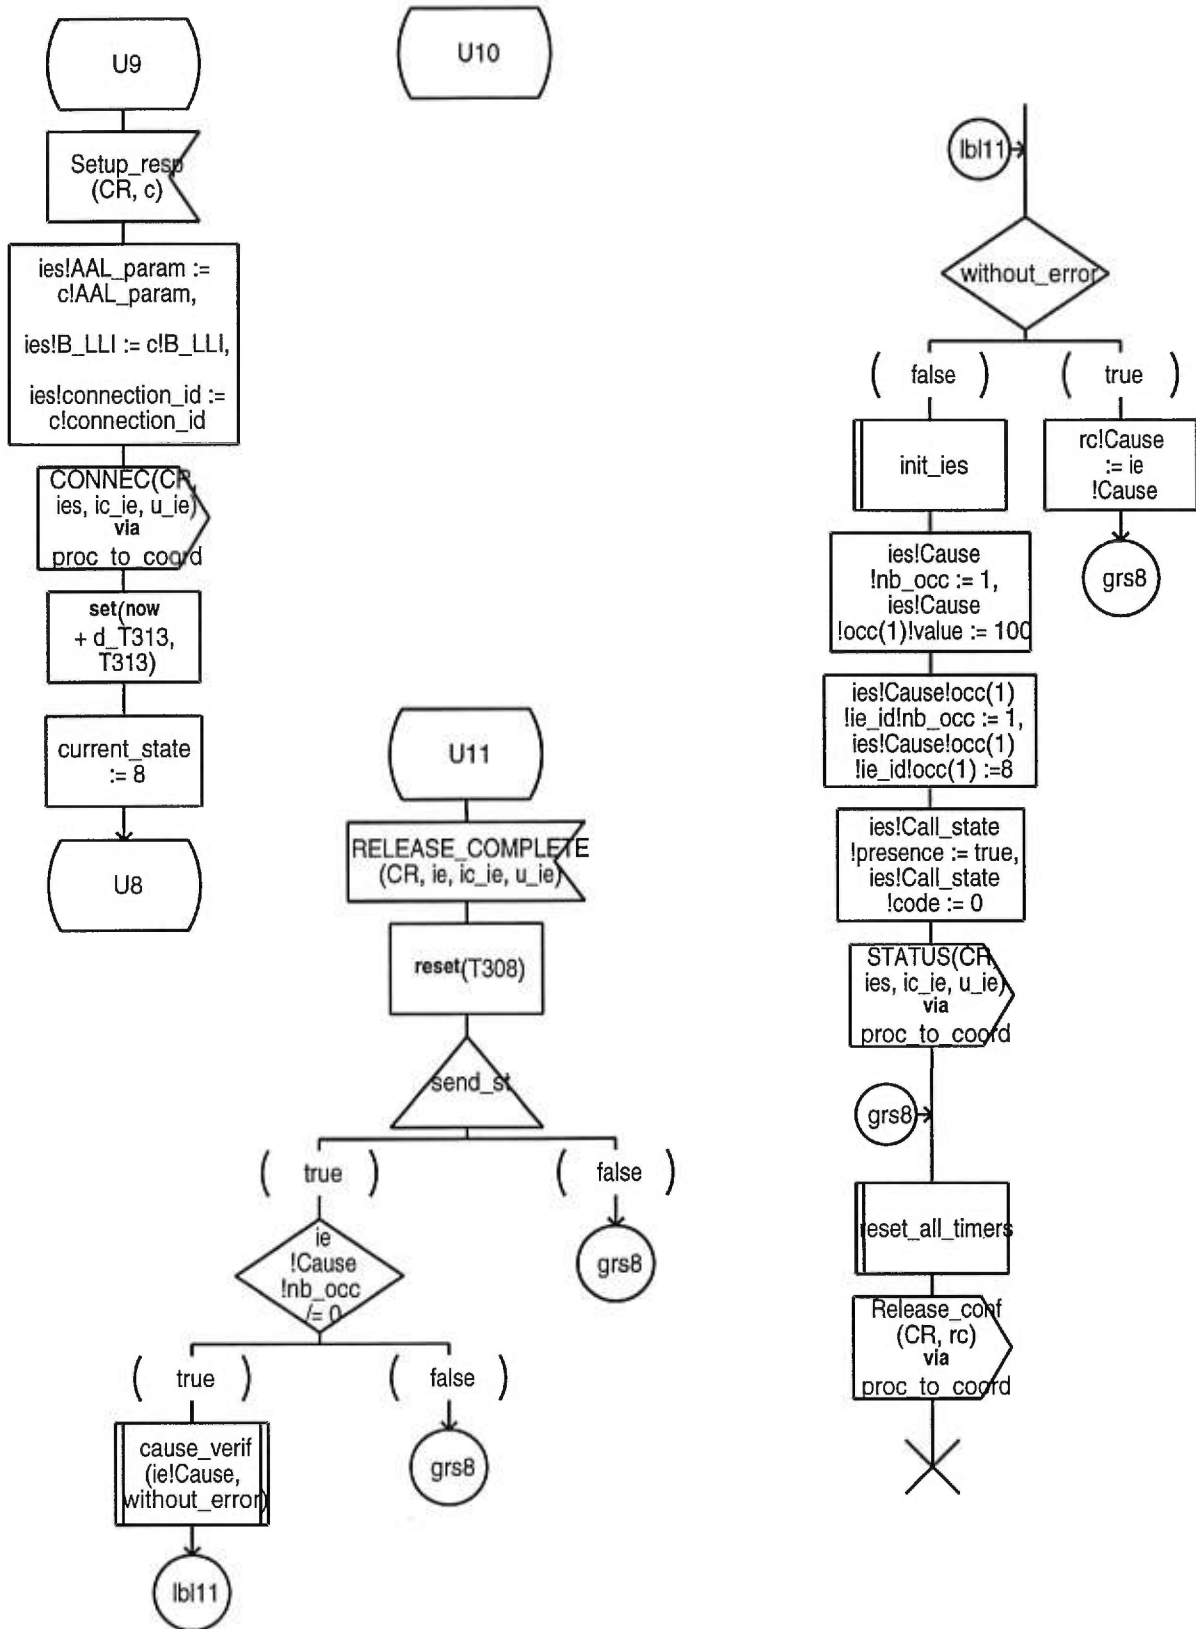 U9
Setup_resp
(CR, c)
ies!AAL_param :=
c!AAL_param,
ies!B_LLI := c!B_LLI,
ies!connection_id :=
c!connection_id
CONNEC(CR,
ies, ic_ie, u_ie)
via
proc_to_coord
set(now
+ d_T313,
T313)
current_state
:= 8
U8
U10
U11
RELEASE_COMPLETE
(CR, ie, ic_ie, u_ie)
reset(T308)
send_st
( true )
( false )
grs8
ie
!Cause
!nb_occ
/= 0
( true )
( false )
cause_verif
(ie!Cause,
without_error)
grs8
lbl11
lbl11
without_error
( false )
( true )
init_ies
rc!Cause
:= ie
!Cause
grs8
ies!Cause
!nb_occ := 1,
ies!Cause
!occ(1)!value := 100
ies!Cause!occ(1)
!ie_id!nb_occ := 1,
ies!Cause!occ(1)
!ie_id!occ(1) :=8
ies!Call_state
!presence := true,
ies!Call_state
!code := 0
STATUS(CR,
ies, ic_ie, u_ie)
via
proc_to_coord
grs8
reset_all_timers
Release_conf
(CR, rc)
via
proc_to_coord